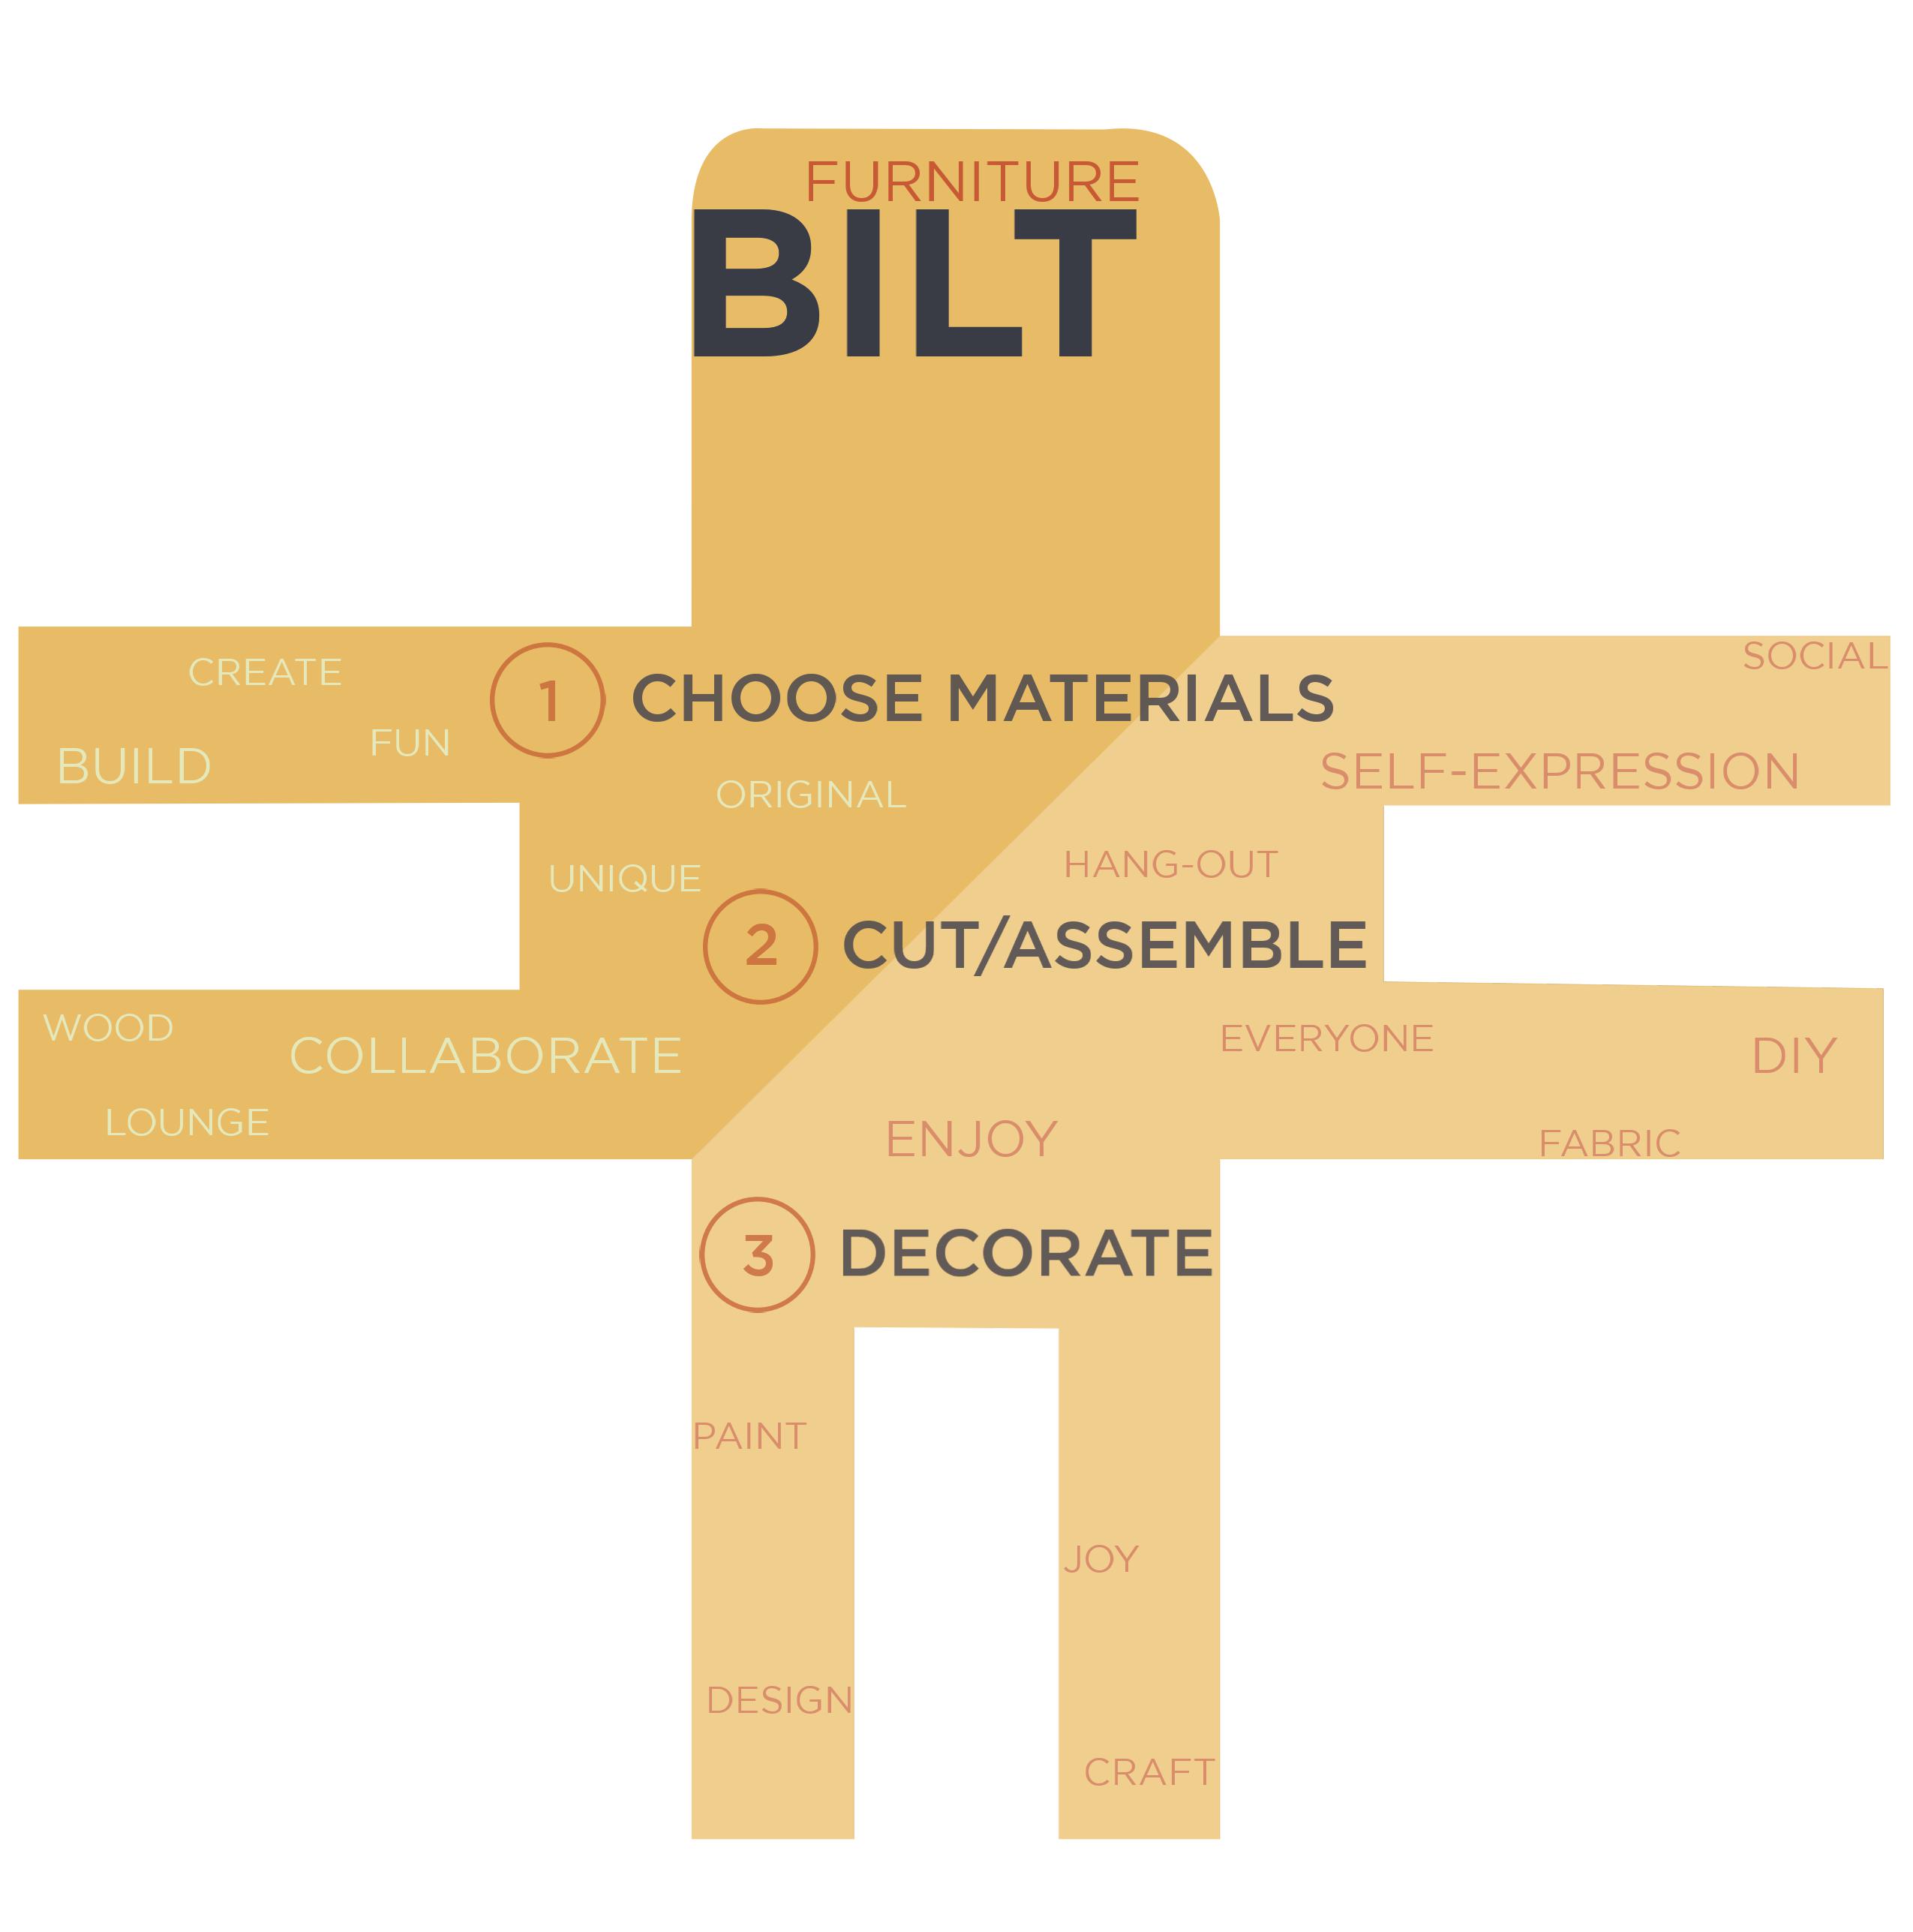 FURNITURE
BILT
SOCIAL
CREATE
1 CHOOSE MATERIALS
FUN
BUILD
SELF-EXPRESSION
ORIGINAL
HANG-OUT
UNIQUE
2 CUT/ASSEMBLE
WOOD
EVERYONE
COLLABORATE
DIY
LOUNGE
ENJOY
FABRIC
3 DECORATE
PAINT
JOY
DESIGN
CRAFT